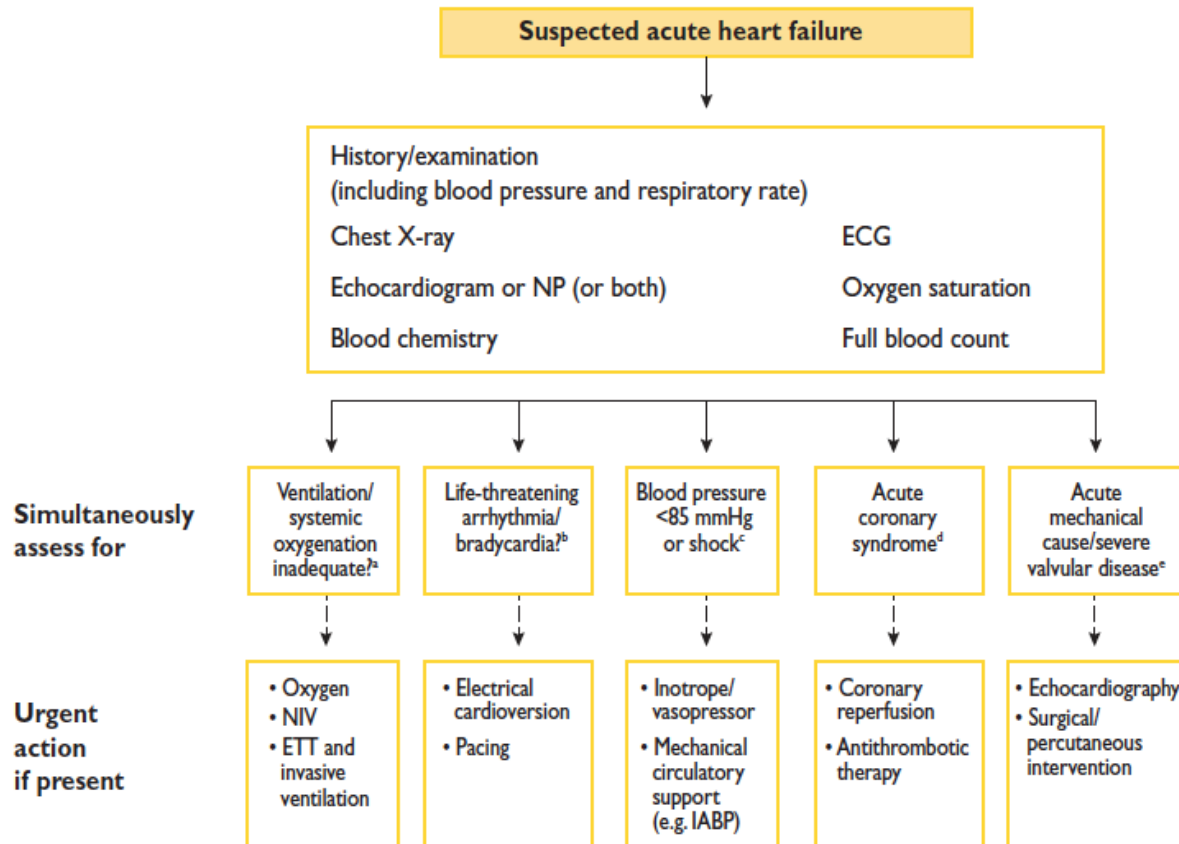 Suspected acute heart failure
History/examination
(including blood pressure and respiratory rate)
Chest X-ray
ECG
Echocardiogram or NP (or both)
Oxygen saturation
Blood chemistry
Full blood count
Simultaneously
assess for
Ventilation/
systemic
oxygenation
inadequate?a
Life-threatening
arrhythmia/
bradycardia?b
Blood pressure
<85 mmHg
or shockc
Acute
coronary
syndromed
Acute
mechanical
cause/severe
valvular diseasee
Urgent
action
if present
• Oxygen
• NIV
• ETT and
invasive
ventilation
• Electrical
cardioversion
• Pacing
• Inotrope/
vasopressor
• Mechanical
circulatory
support
(e.g. IABP)
• Coronary
reperfusion
• Antithrombotic
therapy
• Echocardiography
• Surgical/
percutaneous
intervention